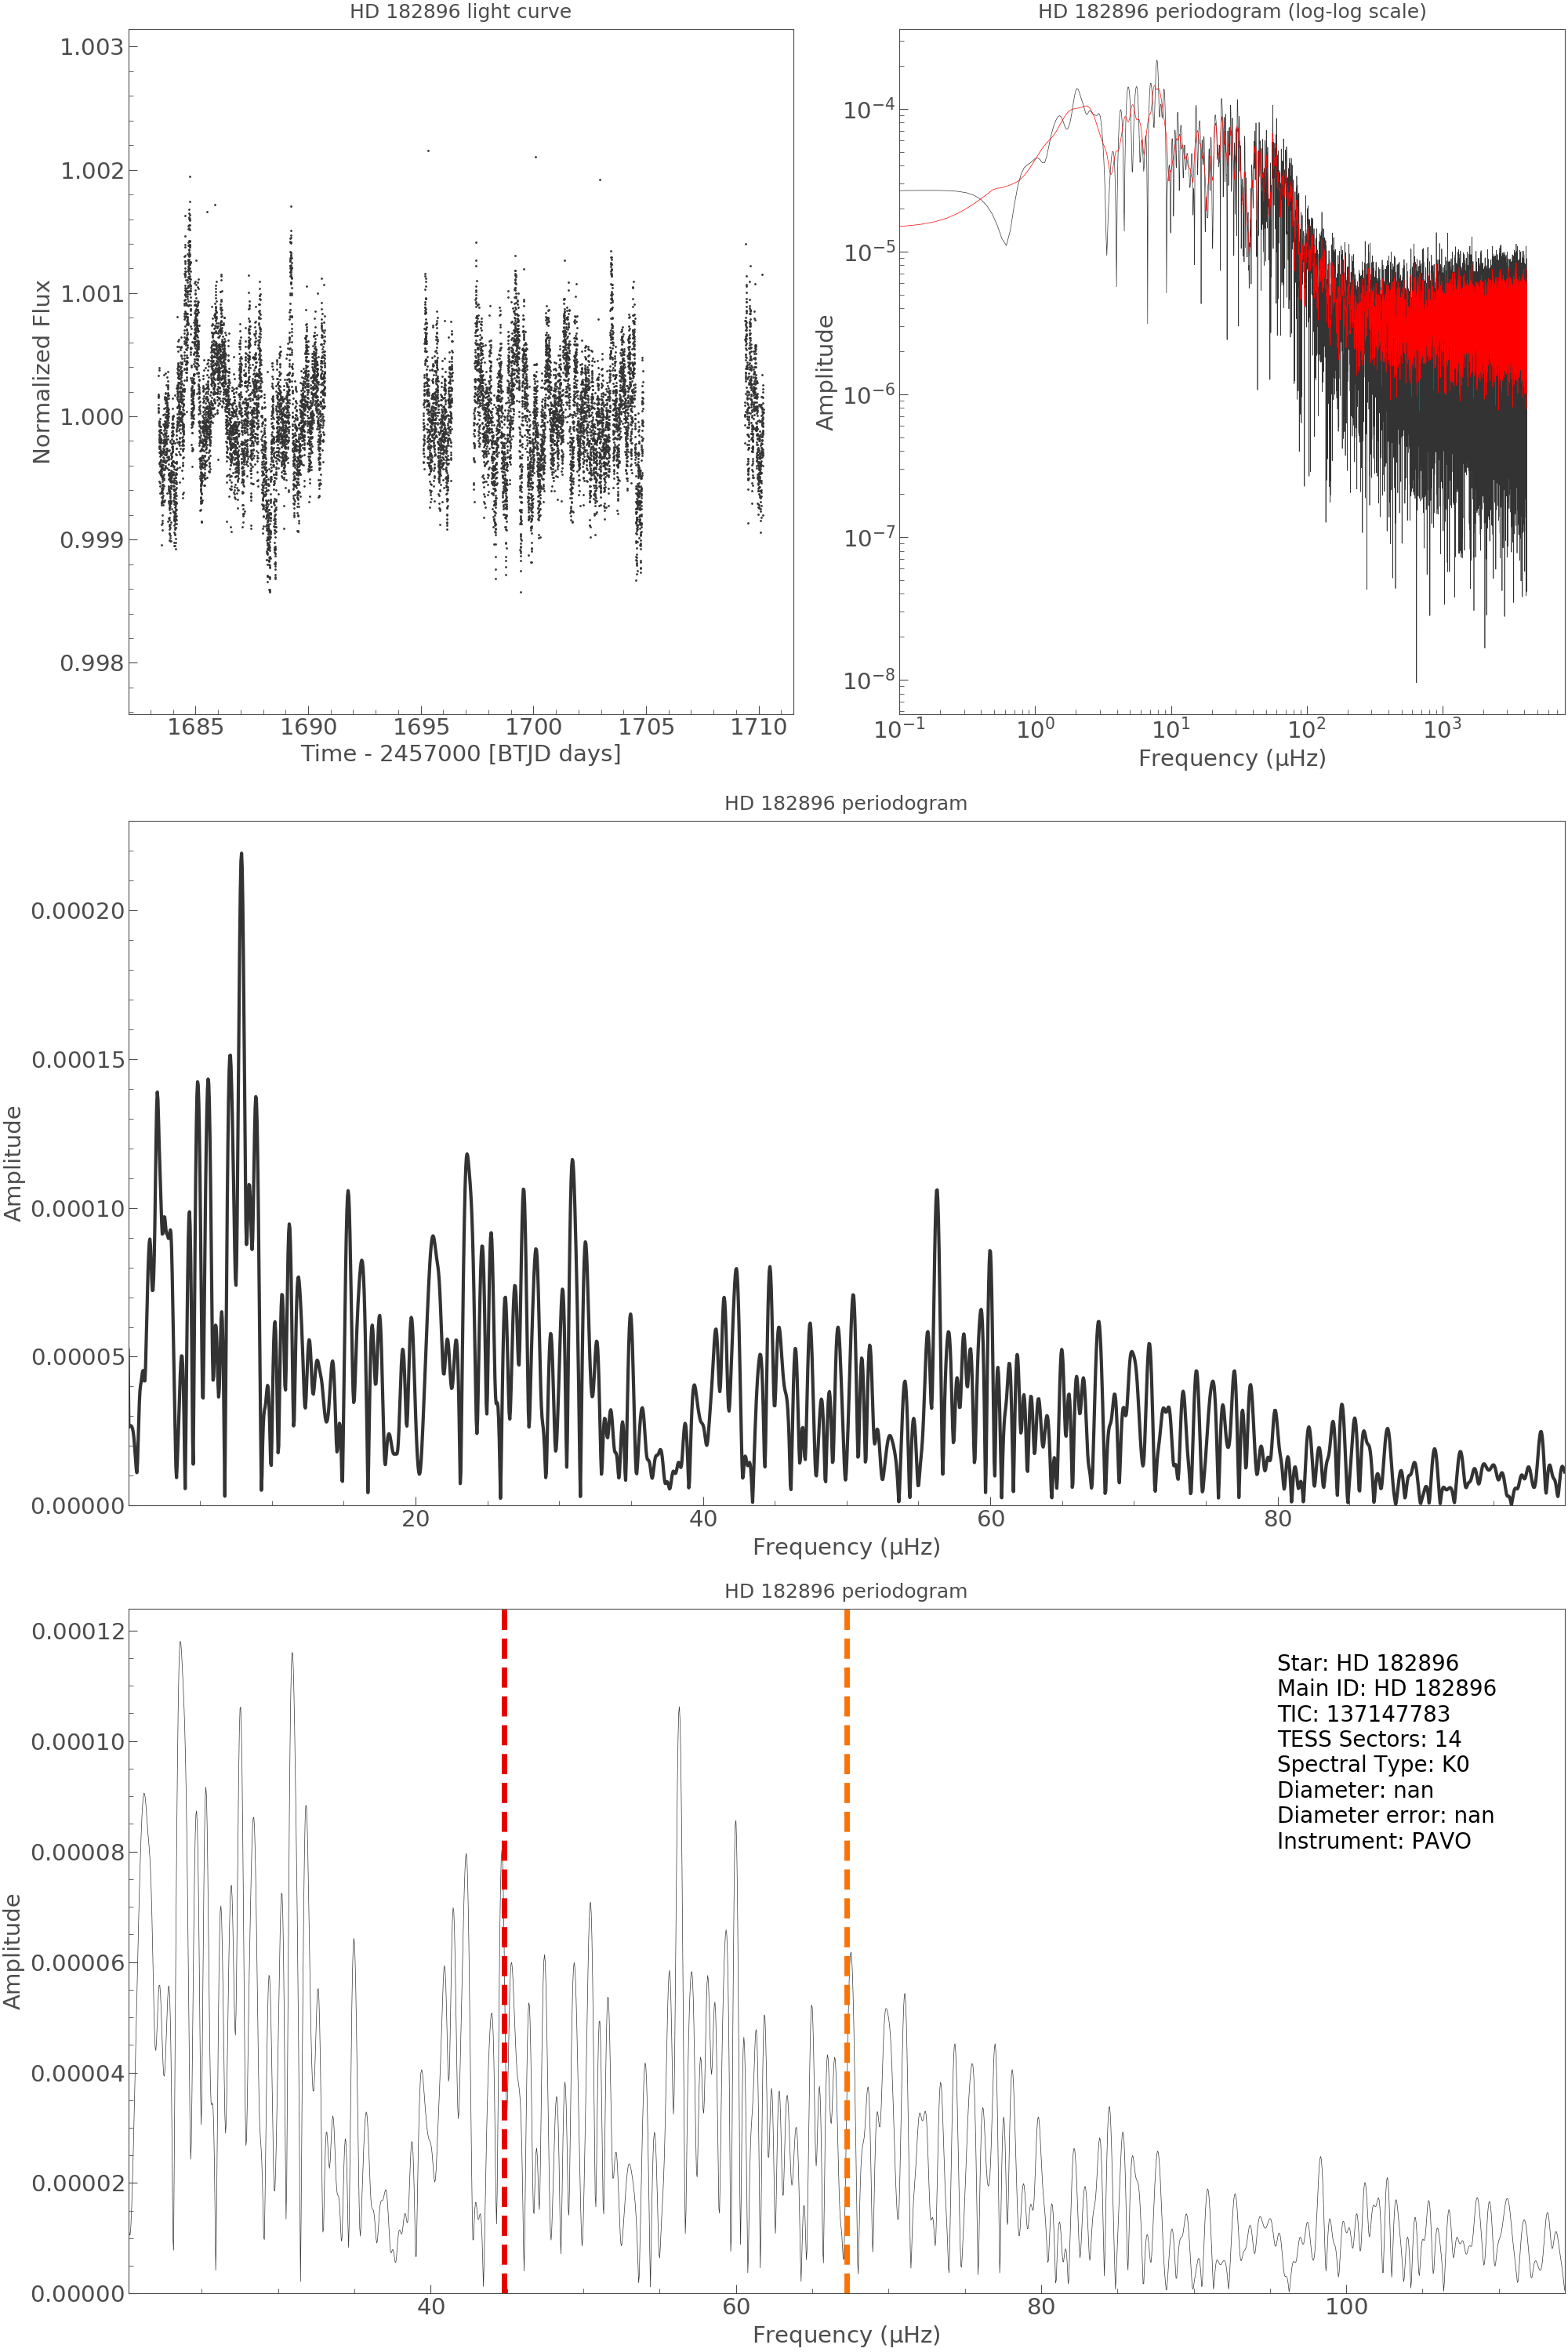 HD 182896 light curve
1.003
1.002
1.001
1.000
0.999
0.998
Normalized Flux
1685 1690 1695 1700 1705 1710
Time - 2457000 [BTJD days]
HD 182896 periodogram (log-log scale)
10⁻⁴
10⁻⁵
10⁻⁶
10⁻⁷
10⁻⁸
Amplitude
10⁻¹ 10⁰ 10¹ 10² 10³
Frequency (µHz)
HD 182896 periodogram
0.00020
0.00015
0.00010
0.00005
0.00000
Amplitude
20 40 60 80
Frequency (µHz)
HD 182896 periodogram
0.00012
0.00010
0.00008
0.00006
0.00004
0.00002
0.00000
Amplitude
40 60 80 100
Frequency (µHz)
Star: HD 182896
Main ID: HD 182896
TIC: 137147783
TESS Sectors: 14
Spectral Type: K0
Diameter: nan
Diameter error: nan
Instrument: PAVO